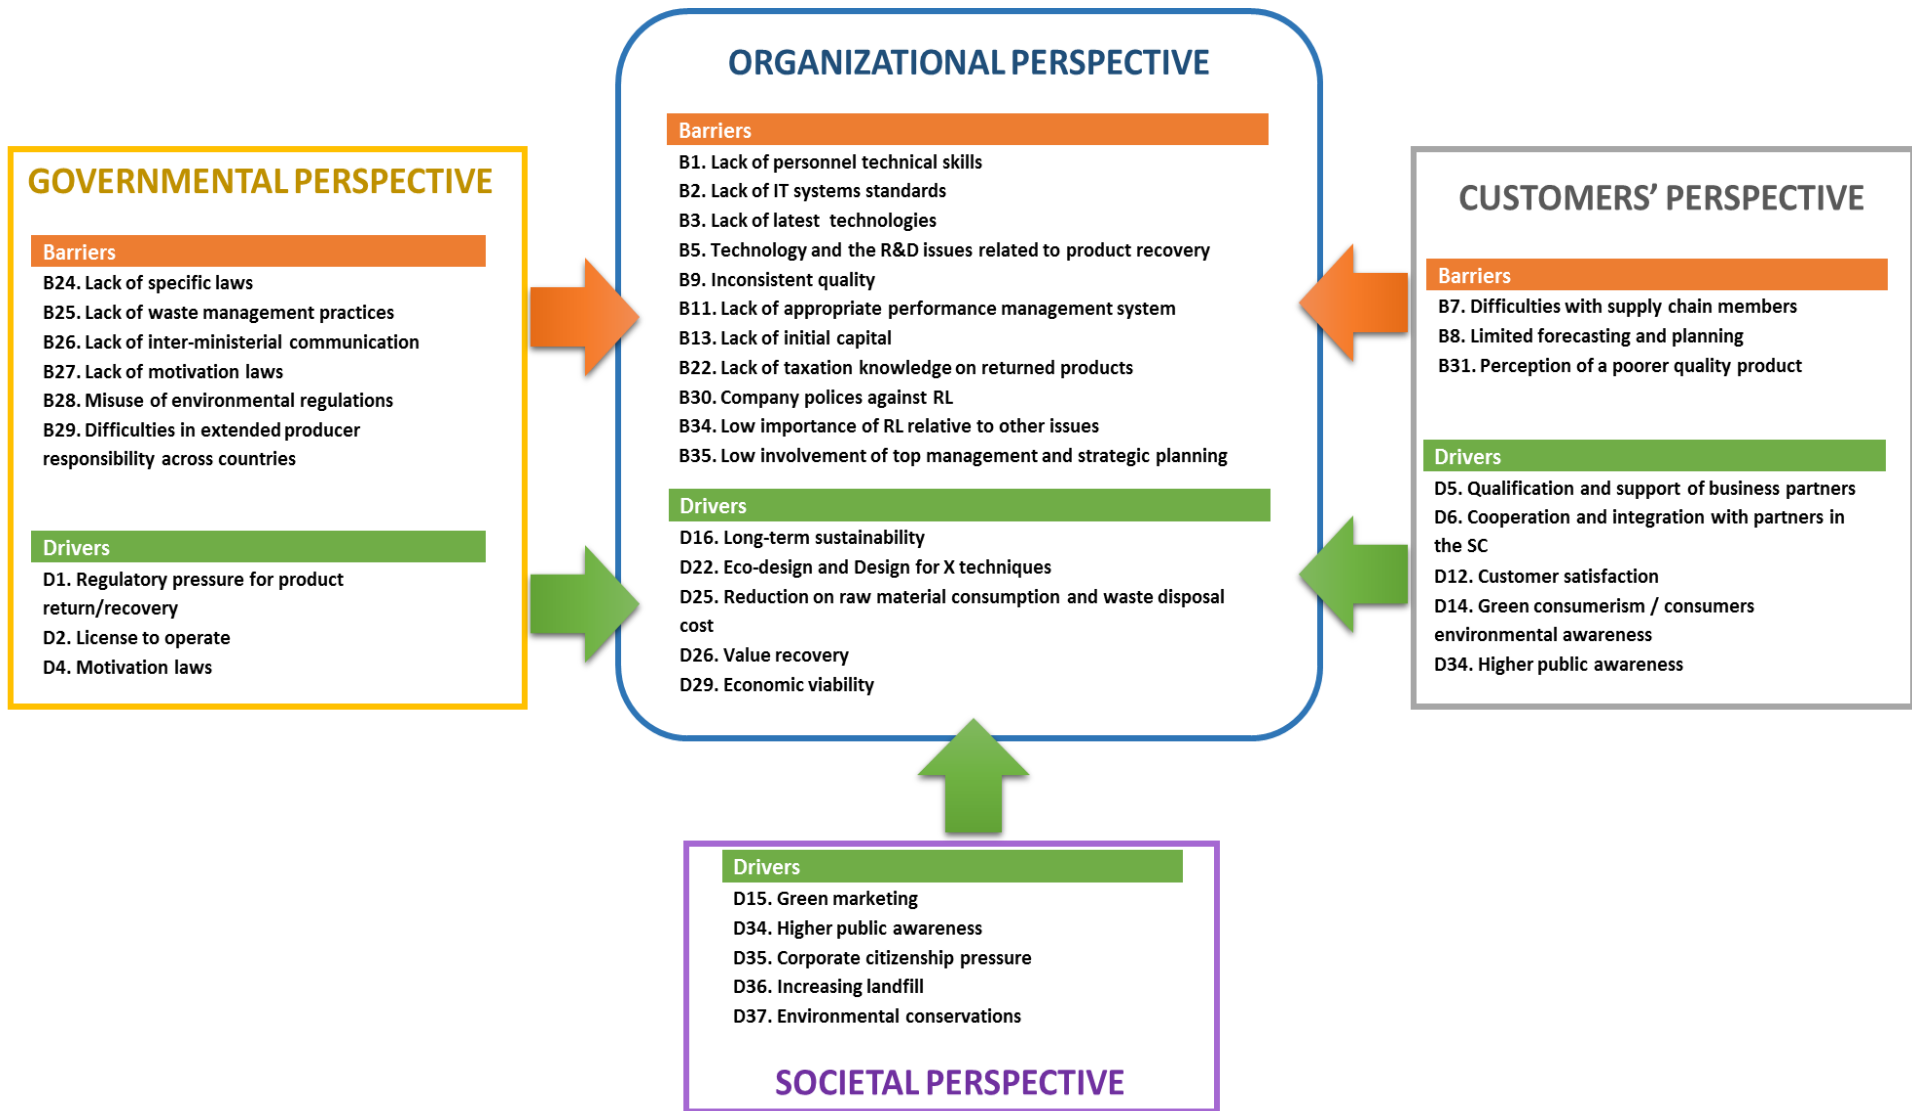 ORGANIZATIONAL PERSPECTIVE
Barriers
B1. Lack of personnel technical skills
B2. Lack of IT systems standards
B3. Lack of latest technologies
B5. Technology and the R&D issues related to product recovery
B9. Inconsistent quality
B11. Lack of appropriate performance management system
B13. Lack of initial capital
B22. Lack of taxation knowledge on returned products
B30. Company polices against RL
B34. Low importance of RL relative to other issues
B35. Low involvement of top management and strategic planning
Drivers
D16. Long-term sustainability
D22. Eco-design and Design for X techniques
D25. Reduction on raw material consumption and waste disposal
cost
D26. Value recovery
D29. Economic viability
GOVERNMENTAL PERSPECTIVE
Barriers
B24. Lack of specific laws
B25. Lack of waste management practices
B26. Lack of inter-ministerial communication
B27. Lack of motivation laws
B28. Misuse of environmental regulations
B29. Difficulties in extended producer
responsibility across countries
Drivers
D1. Regulatory pressure for product
return/recovery
D2. License to operate
D4. Motivation laws
CUSTOMERS' PERSPECTIVE
Barriers
B7. Difficulties with supply chain members
B8. Limited forecasting and planning
B31. Perception of a poorer quality product
Drivers
D5. Qualification and support of business partners
D6. Cooperation and integration with partners in
the SC
D12. Customer satisfaction
D14. Green consumerism / consumers
environmental awareness
D34. Higher public awareness
Drivers
D15. Green marketing
D34. Higher public awareness
D35. Corporate citizenship pressure
D36. Increasing landfill
D37. Environmental conservations
SOCIETAL PERSPECTIVE